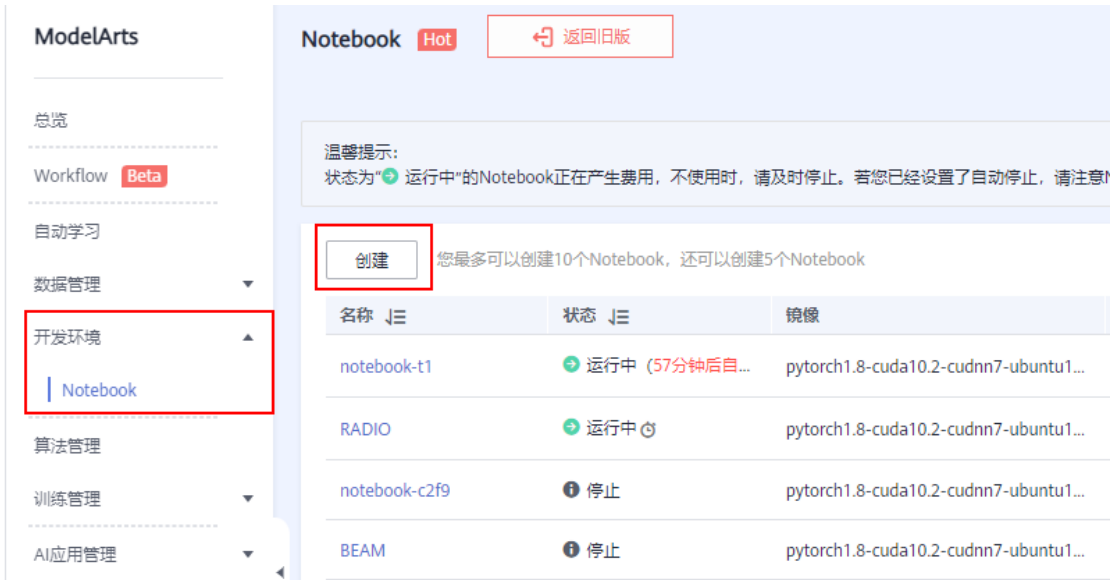 ModelArts
总览
Workflow Beta
自动学习
数据管理
开发环境
Notebook
算法管理
训练管理
AI应用管理
Notebook Hot 返回旧版
温馨提示：
状态为“ 运行中”的Notebook正在产生费用，不使用时，请及时停止。若您已经设置了自动停止，请注意N
创建 您最多可以创建10个Notebook，还可以创建5个Notebook
名称 状态 镜像
notebook-t1 运行中（57分钟后自... pytorch1.8-cuda10.2-cudnn7-ubuntu1...
RADIO 运行中 pytorch1.8-cuda10.2-cudnn7-ubuntu1...
notebook-c2f9 停止 pytorch1.8-cuda10.2-cudnn7-ubuntu1...
BEAM 停止 pytorch1.8-cuda10.2-cudnn7-ubuntu1...